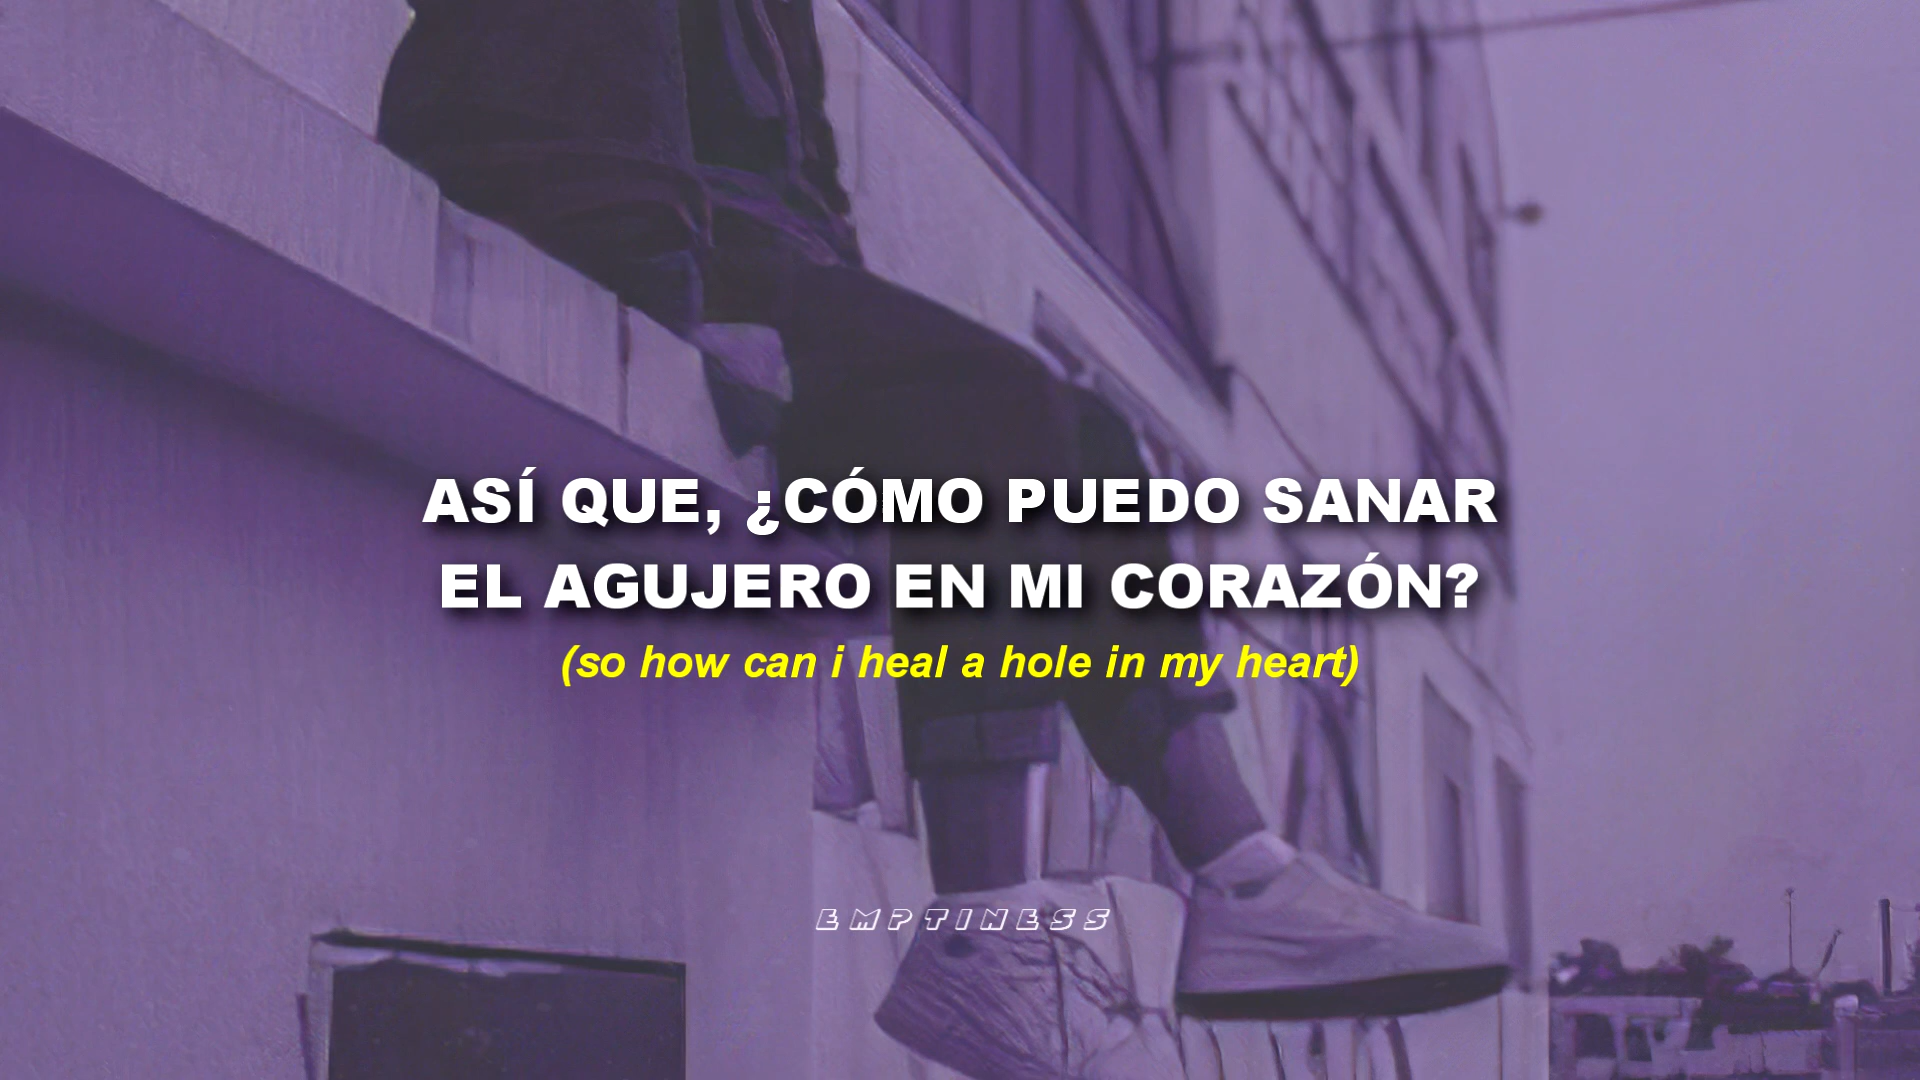 ASÍ QUE, ¿CÓMO PUEDO SANAR
EL AGUJERO EN MI CORAZÓN?
(so how can i heal a hole in my heart)
EMPTINESS